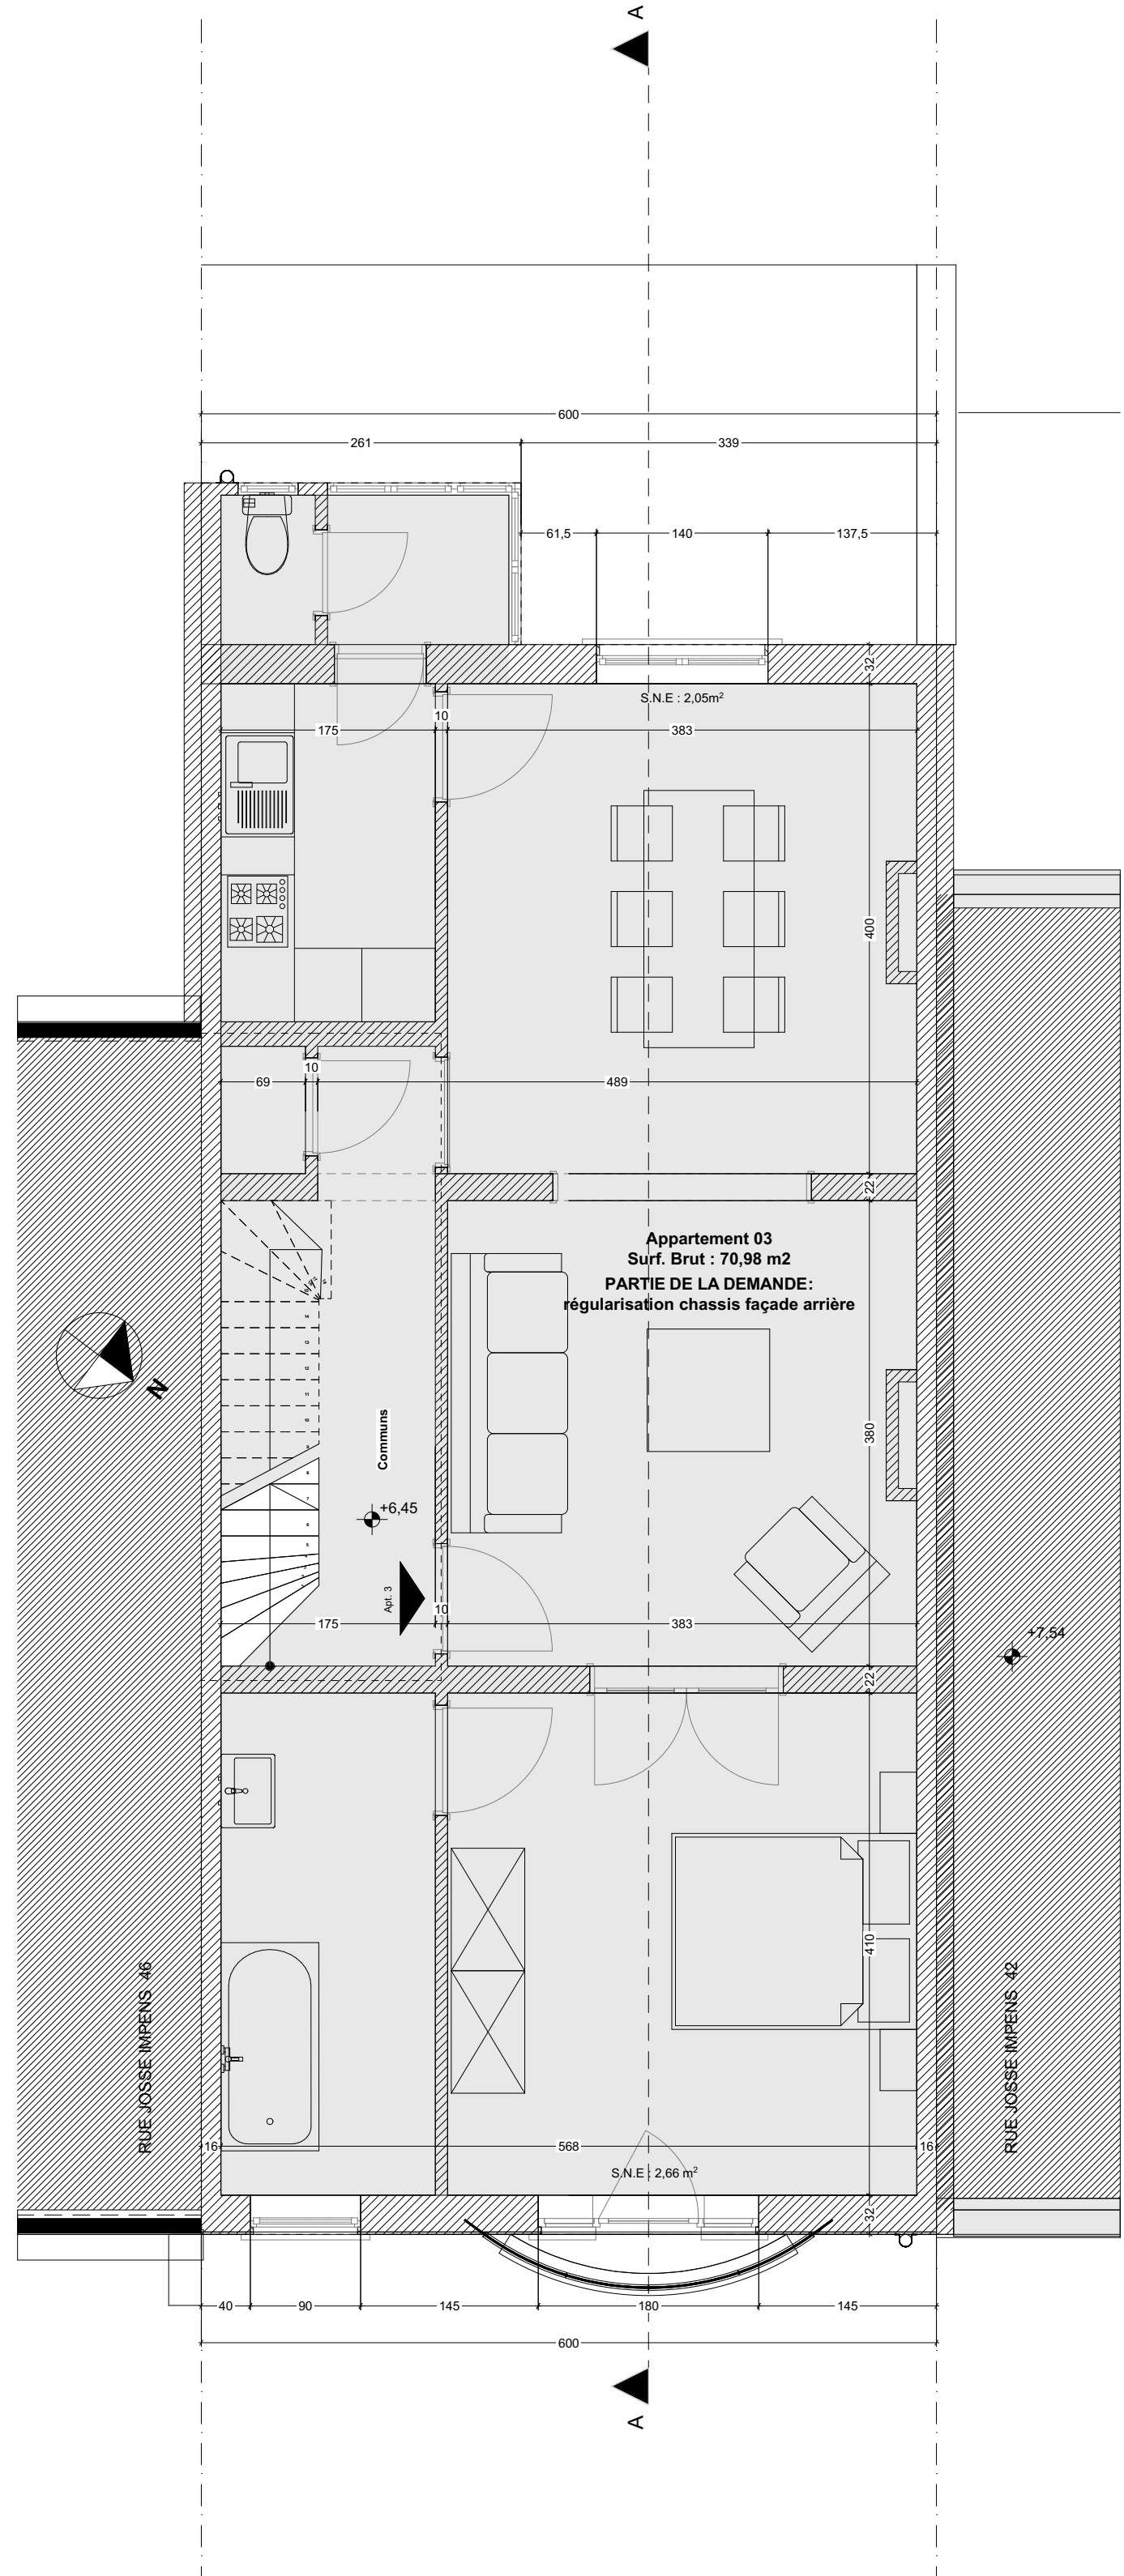 A
600
261
339
61,5
140
137,5
32
S.N.E : 2,05m²
10
175
383
400
10
69
489
22
Appartement 03
Surf. Brut : 70,98 m2
PARTIE DE LA DEMANDE:
régularisation chassis façade arrière
N
Communs
380
+6,45
Apt. 3
10
175
383
+7,54
22
410
RUE JOSSE IMPENS 46
RUE JOSSE IMPENS 42
16
568
16
S.N.E : 2,66 m²
32
40
90
145
180
145
600
A